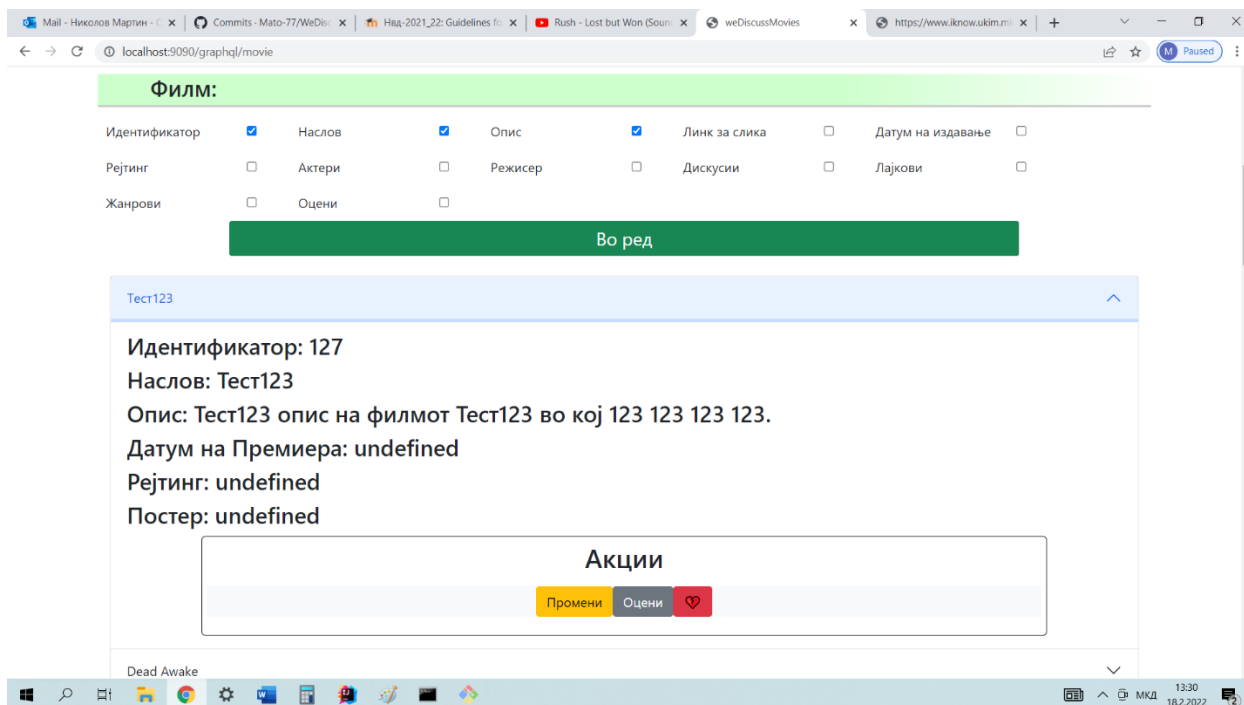 Mail - Николов Мартин - O
Commits · Mato-77/WeDisc
Нвд-2021_22: Guidelines fo
Rush - Lost but Won (Soun
weDiscussMovies
https://www.iknow.ukim.m
localhost:9090/graphql/movie
M Paused
Филм:
Идентификатор Наслов Опис Линк за слика Датум на издавање
Рејтинг Актери Режисер Дискусии Лајкови
Жанрови Оцени
Во ред
Тест123
Идентификатор: 127
Наслов: Тест123
Опис: Тест123 опис на филмот Тест123 во кој 123 123 123 123.
Датум на Премиера: undefined
Рејтинг: undefined
Постер: undefined
Акции
Промени Оцени
Dead Awake
МКД
13:30
18.2.2022
2